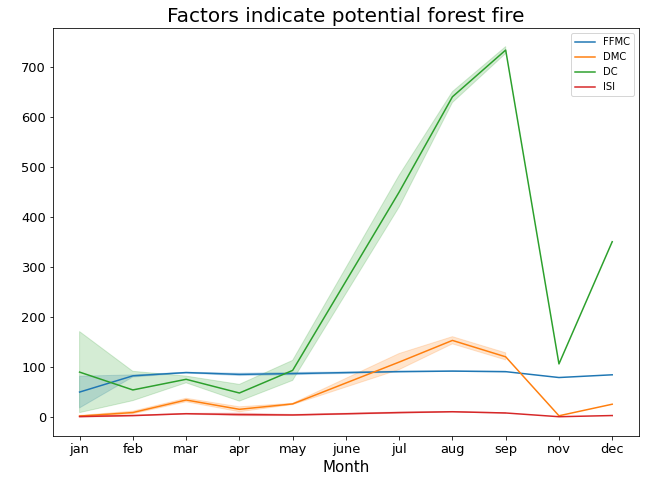 Factors indicate potential forest fire
FFMC
DMC
DC
ISI
700
600
500
400
300
200
100
0
jan feb mar apr may june jul aug sep nov dec
Month